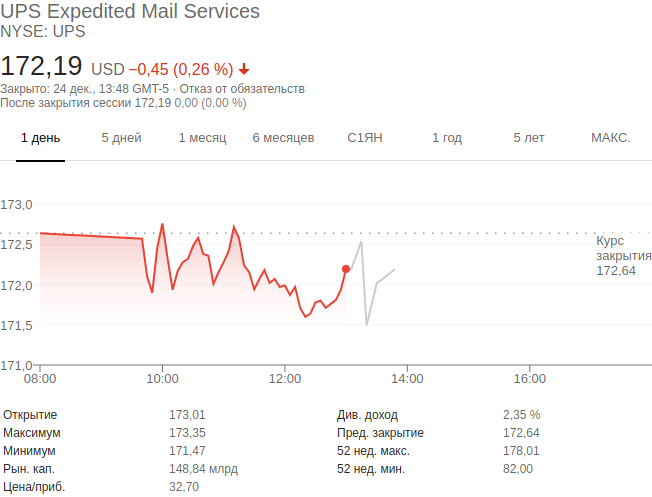 UPS Expedited Mail Services
NYSE: UPS
172,19 USD −0,45 (0,26 %)
Закрыто: 24 дек., 13:48 GMT-5 · Отказ от обязательств
После закрытия сессии 172,19 0,00 (0,00 %)
1 день 5 дней 1 месяц 6 месяцев С1ЯН 1 год 5 лет МАКС.
173,0
172,5
172,0
171,5
171,0
Курс
закрытия
172,64
08:00 10:00 12:00 14:00 16:00
Открытие 173,01 Див. доход 2,35 %
Максимум 173,35 Пред. закрытие 172,64
Минимум 171,47 52 нед. макс. 178,01
Рын. кап. 148,84 млрд 52 нед. мин. 82,00
Цена/приб. 32,70